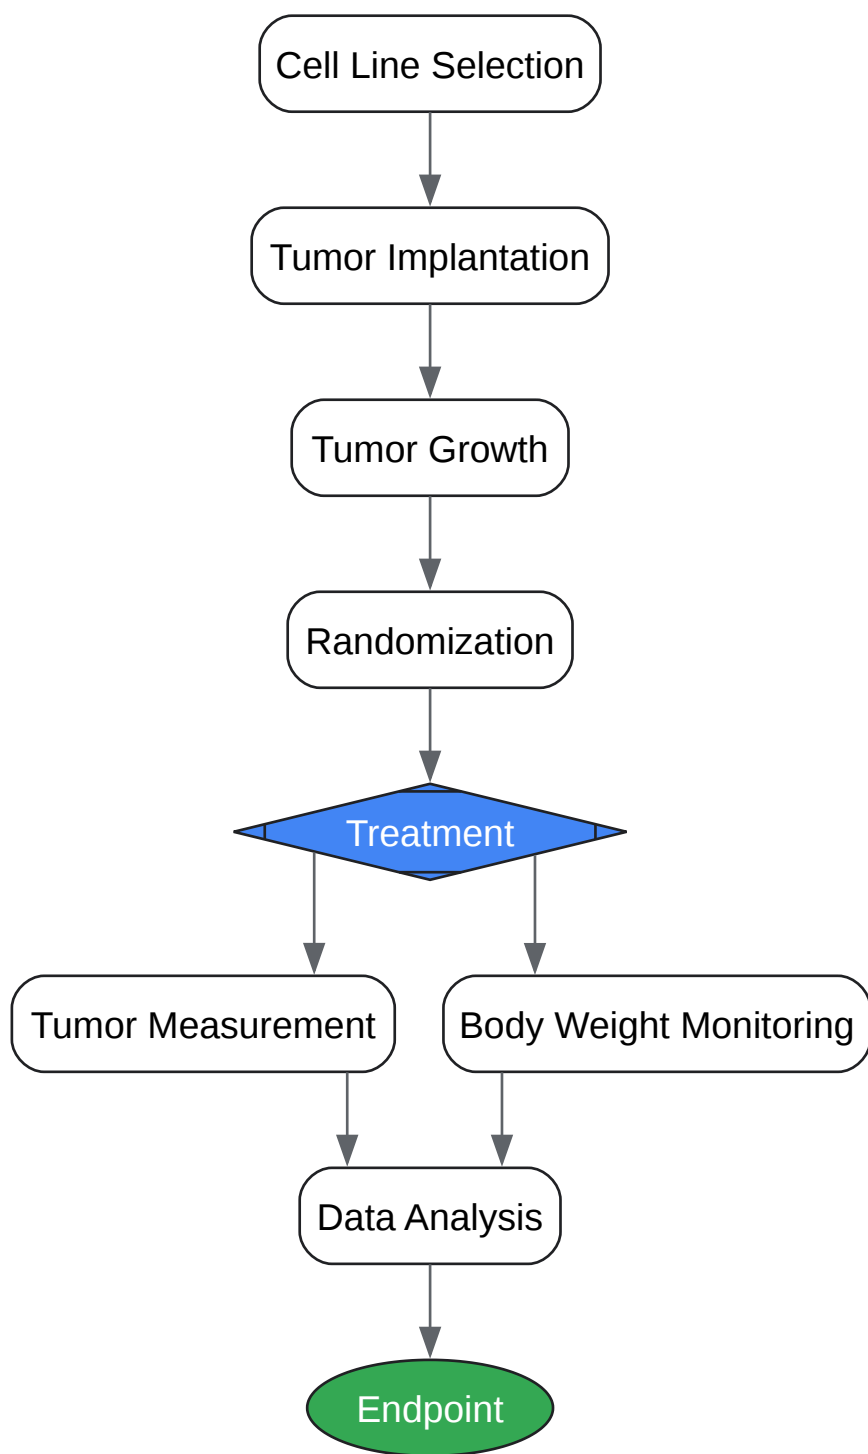 Cell Line Selection
Tumor Implantation
Tumor Growth
Randomization
Treatment
Tumor Measurement
Body Weight Monitoring
Data Analysis
Endpoint